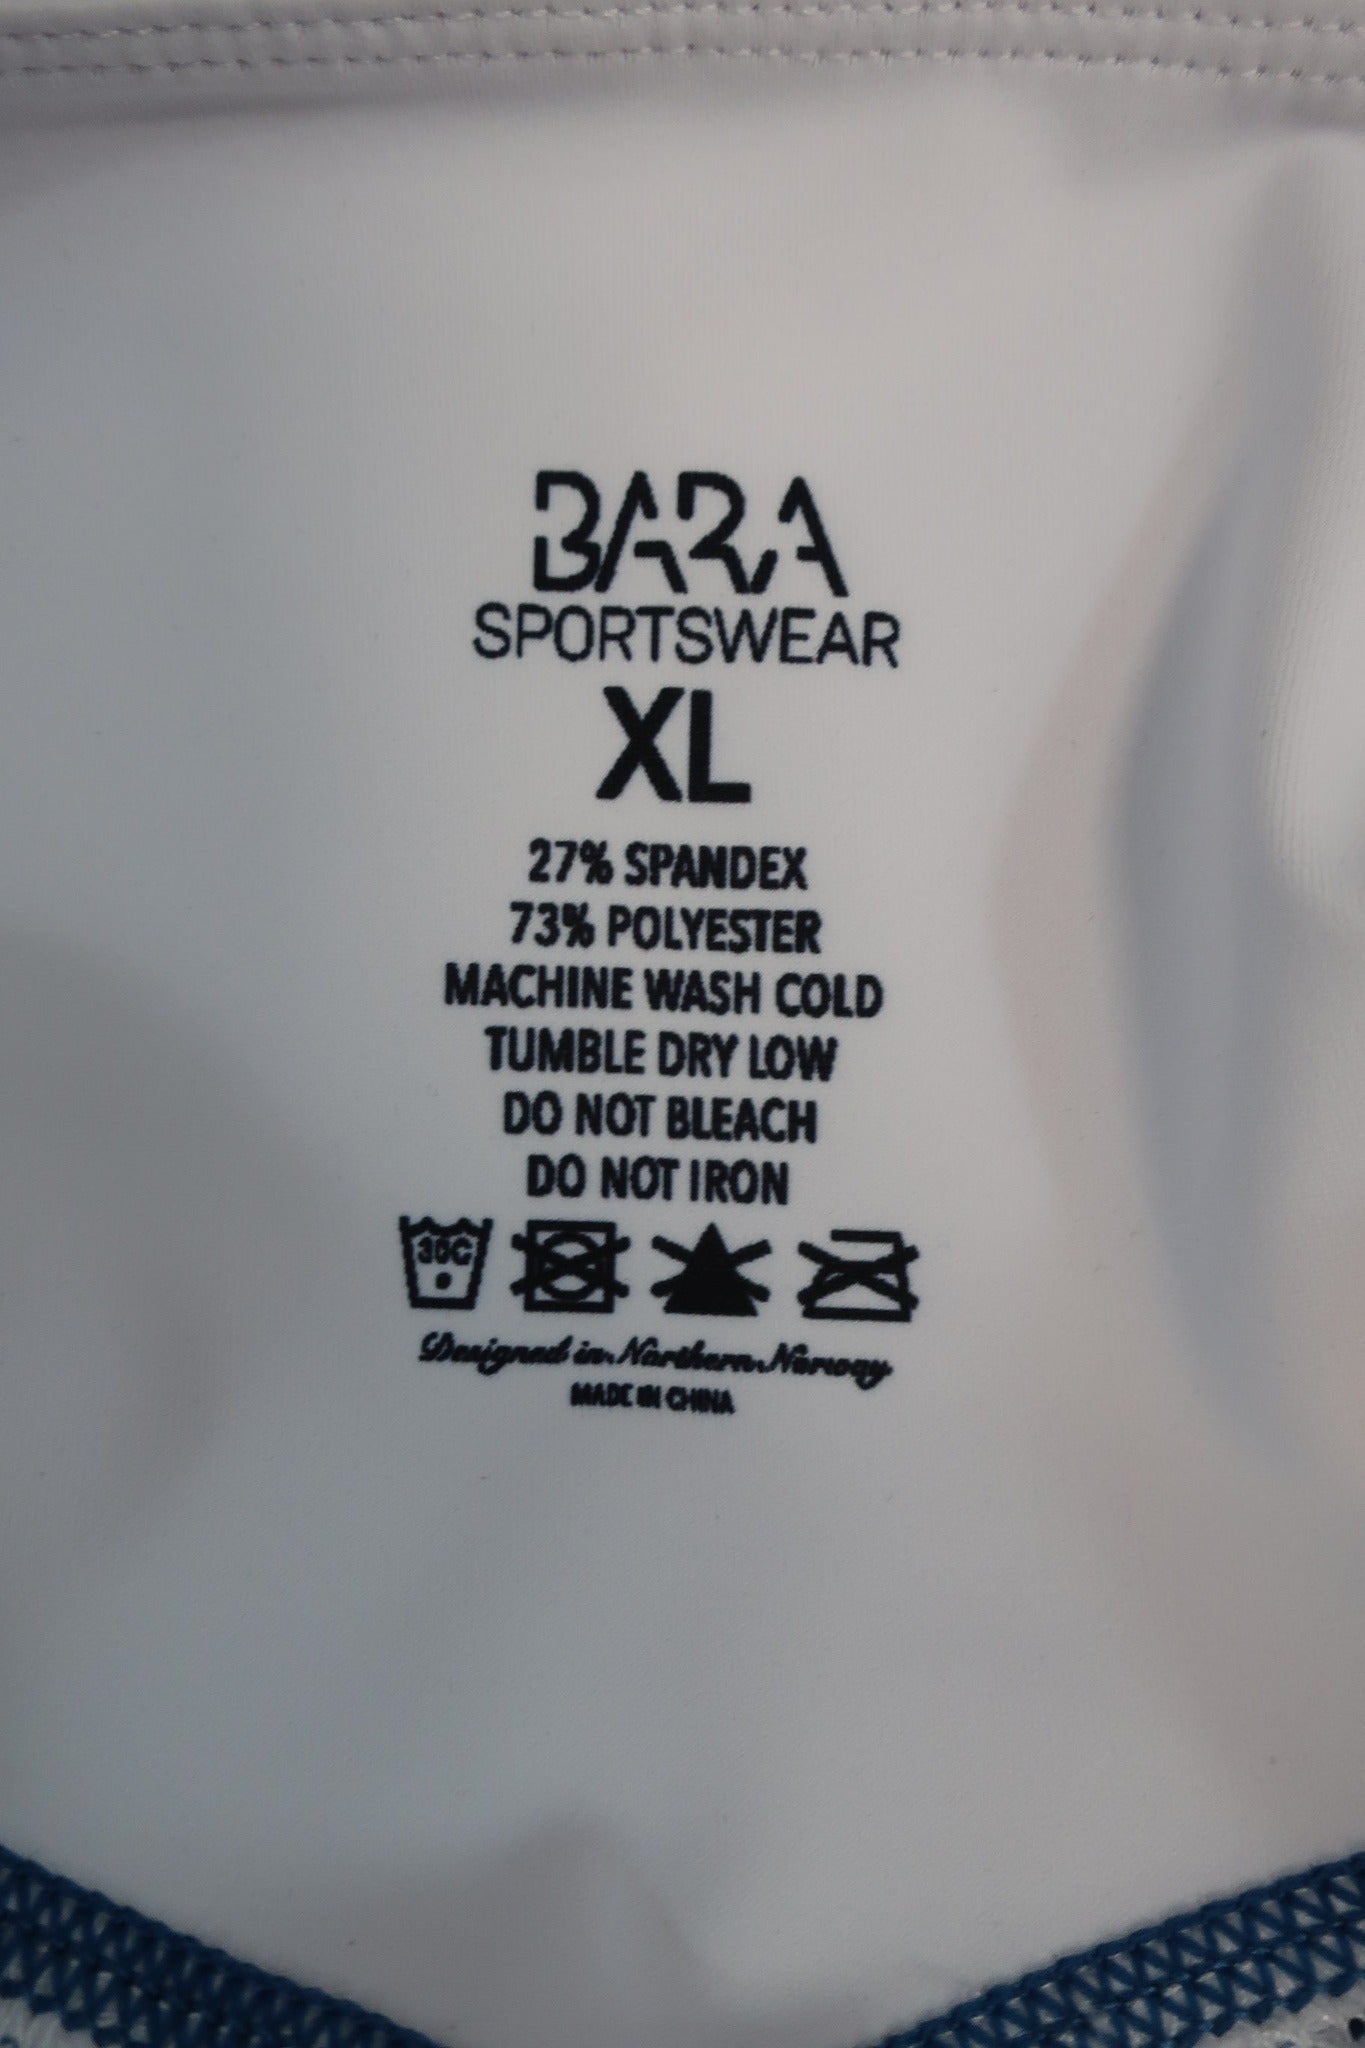 BARA
SPORTSWEAR
XL
27% SPANDEX
73% POLYESTER
MACHINE WASH COLD
TUMBLE DRY LOW
DO NOT BLEACH
DO NOT IRON
30C
Designed in Northern Norway
MADE IN CHINA